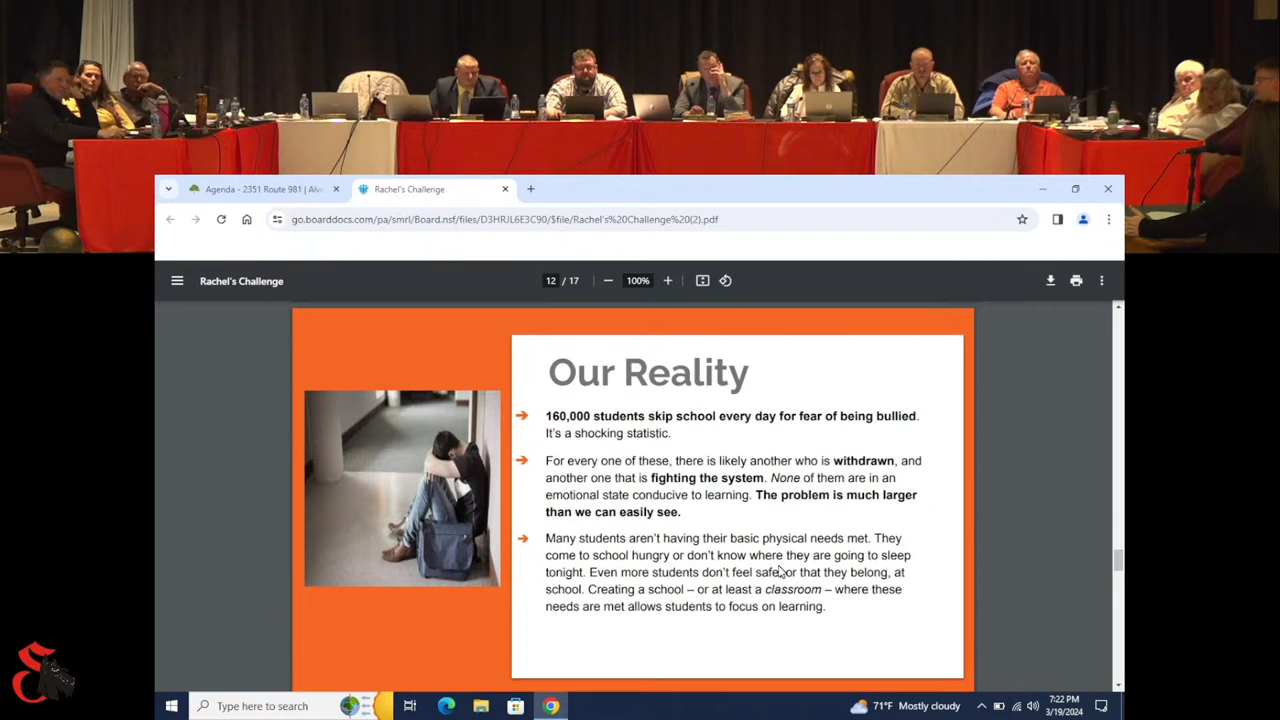 Agenda - 2351 Route 981 | Alve
Rachel's Challenge
go.boarddocs.com/pa/smrl/Board.nsf/files/D3HRJL6E3C90/$file/Rachel's%20Challenge%20(2).pdf
Rachel's Challenge
12 / 17
100%
Our Reality
160,000 students skip school every day for fear of being bullied.
It's a shocking statistic.
For every one of these, there is likely another who is withdrawn, and
another one that is fighting the system. None of them are in an
emotional state conducive to learning. The problem is much larger
than we can easily see.
Many students aren't having their basic physical needs met. They
come to school hungry or don't know where they are going to sleep
tonight. Even more students don't feel safe, or that they belong, at
school. Creating a school – or at least a classroom – where these
needs are met allows students to focus on learning.
Type here to search
71°F Mostly cloudy
7:22 PM
3/19/2024